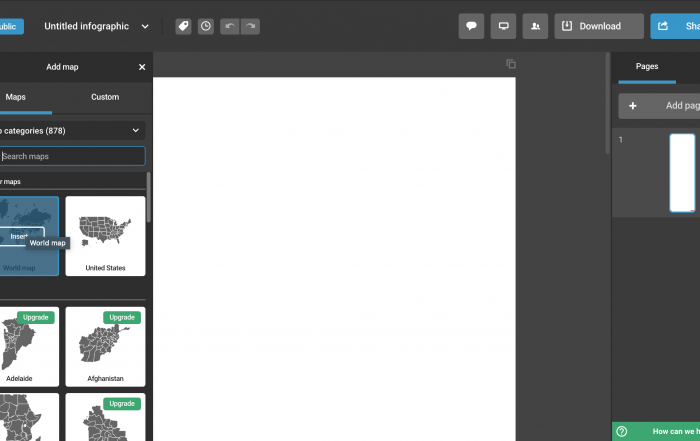 ublic
Untitled infographic
Download
Sha
Add map
Pages
Maps
Custom
Add pag
categories (878)
Search maps
1
r maps
Insert
World map
World map
United States
Upgrade
Upgrade
Adelaide
Afghanistan
Upgrade
How can we h